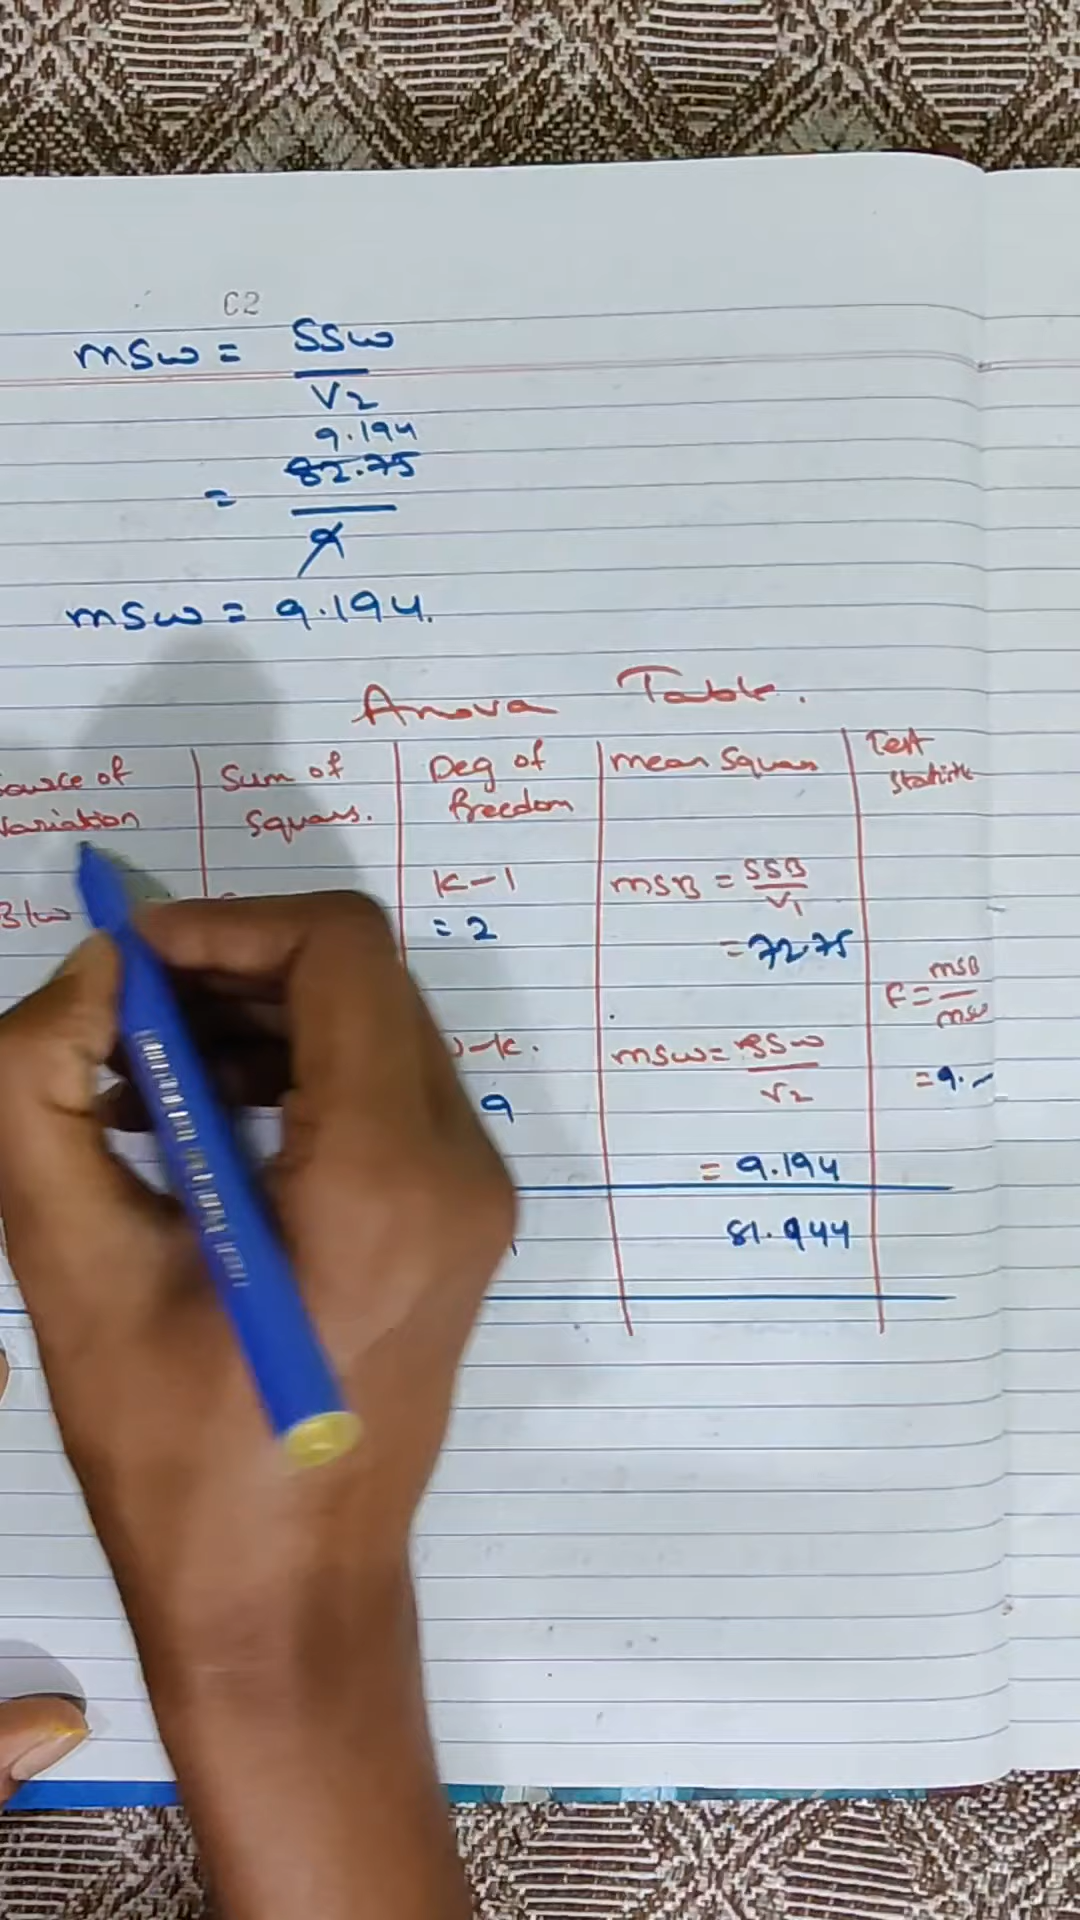 C2
MSW = SSW
V2
9.194
= 82.75
9
MSW = 9.194.
Anova Table.
Source of Variation
Sum of Squares.
Deg of freedom
Mean Square
Test Statistic
B/w
K-1
= 2
MSB = SSB
V1
= 72.75
F = MSB
MSW
-K.
9
MSW = SSW
V2
= 9.194
81.944